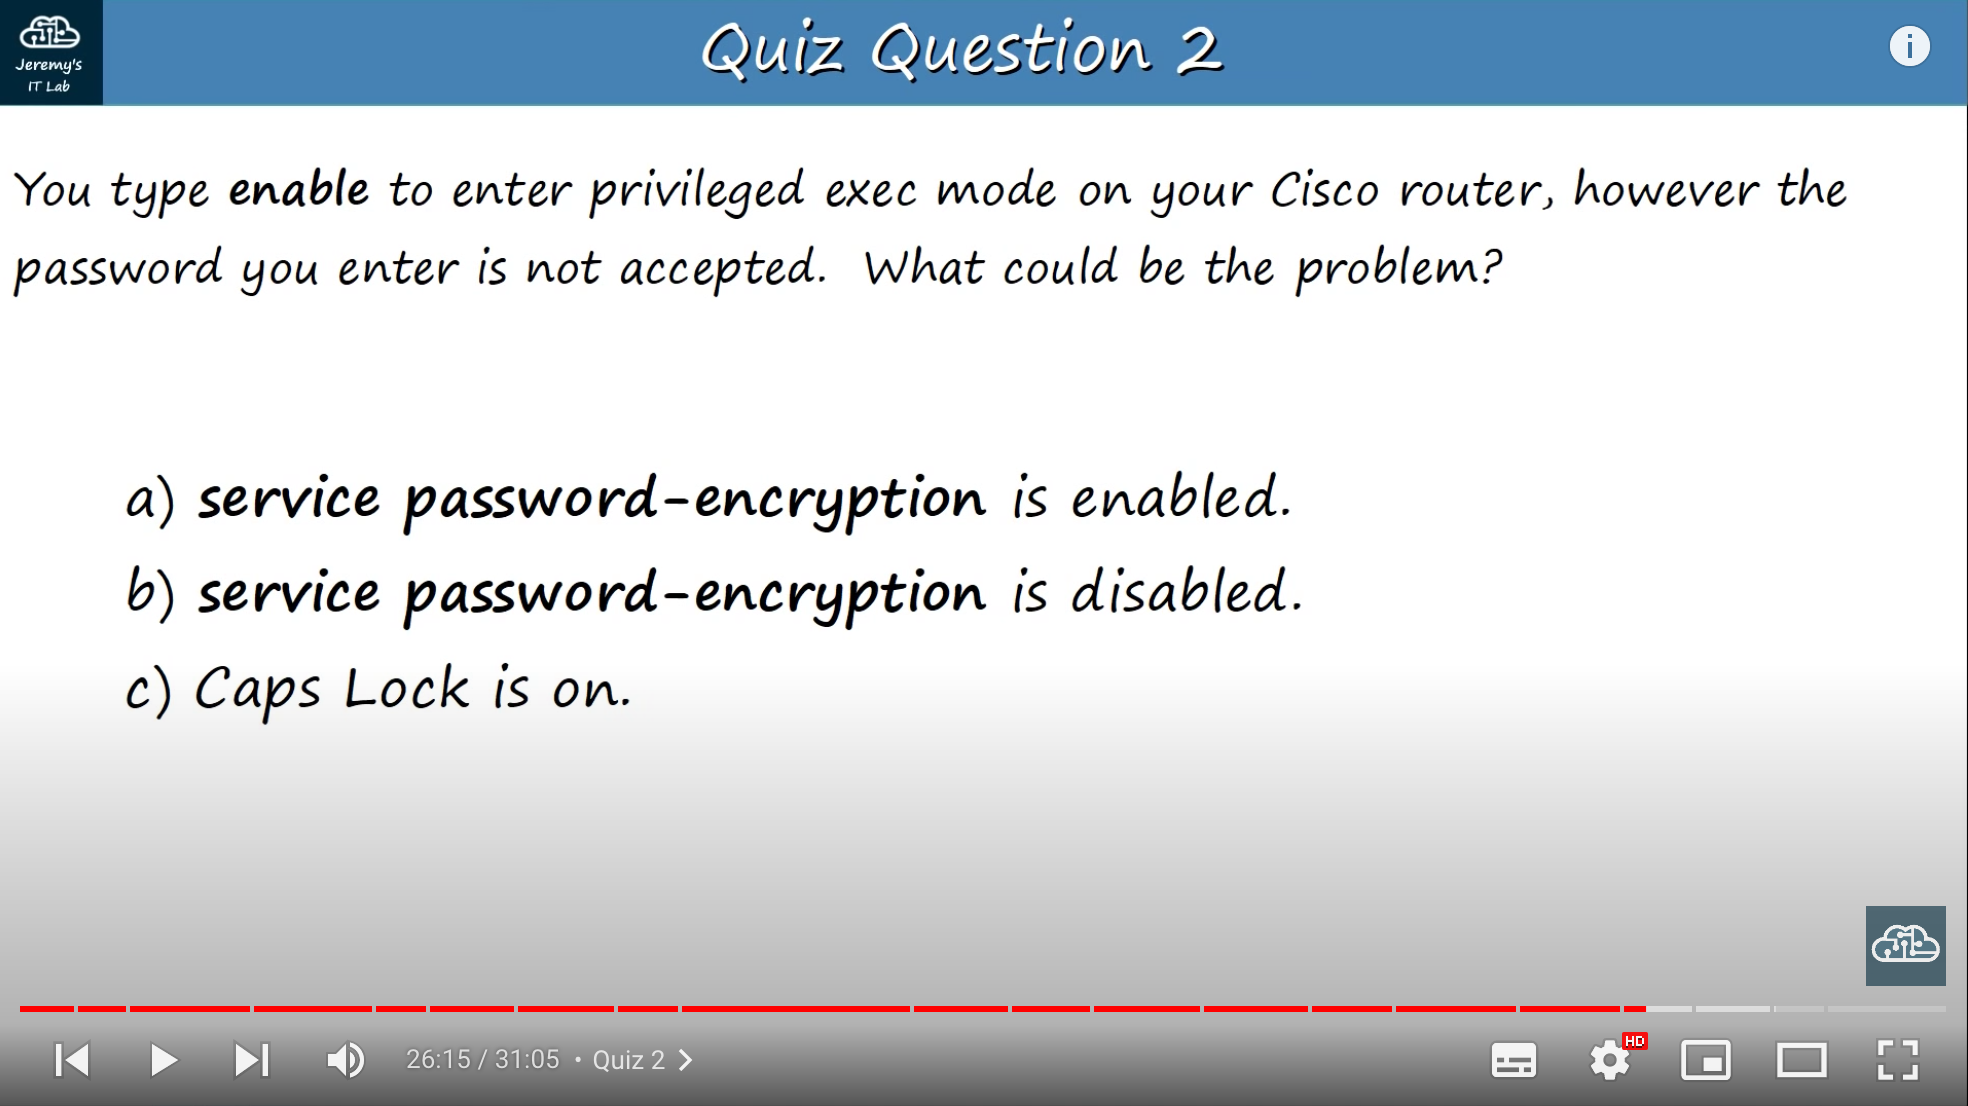 Jeremy's
IT Lab
Quiz Question 2
i
You type enable to enter privileged exec mode on your Cisco router, however the
password you enter is not accepted. What could be the problem?
a) service password-encryption is enabled.
b) service password-encryption is disabled.
c) Caps Lock is on.
26:15 / 31:05 • Quiz 2
HD